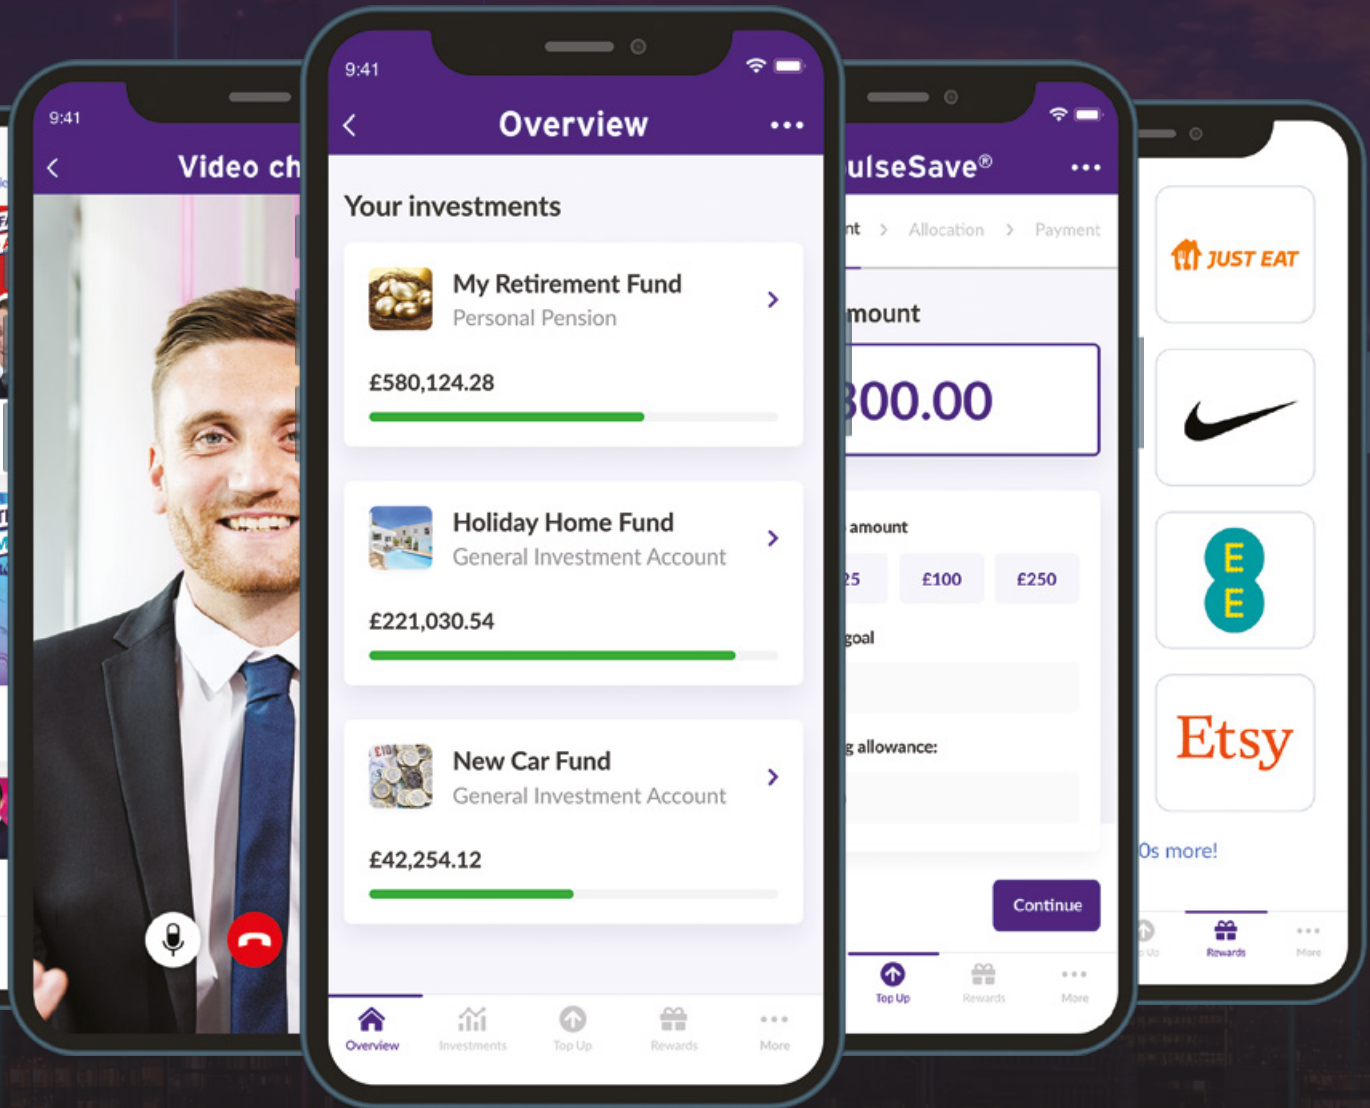 9:41
Video ch
9:41
Overview
Your investments
My Retirement Fund
Personal Pension
£580,124.28
Holiday Home Fund
General Investment Account
£221,030.54
New Car Fund
General Investment Account
£42,254.12
Overview
Investments
Top Up
Rewards
More
ulseSave®
nt > Allocation > Payment
mount
00.00
amount
25 £100 £250
goal
g allowance:
Continue
Top Up
Rewards
More
JUST EAT
EE
Etsy
0s more!
Rewards
More